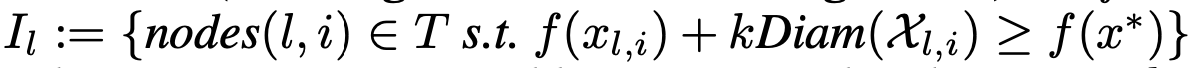 I_l := {nodes(l, i) ∈ T s.t. f(x_{l,i}) + kDiam(𝒳_{l,i}) ≥ f(x*)}